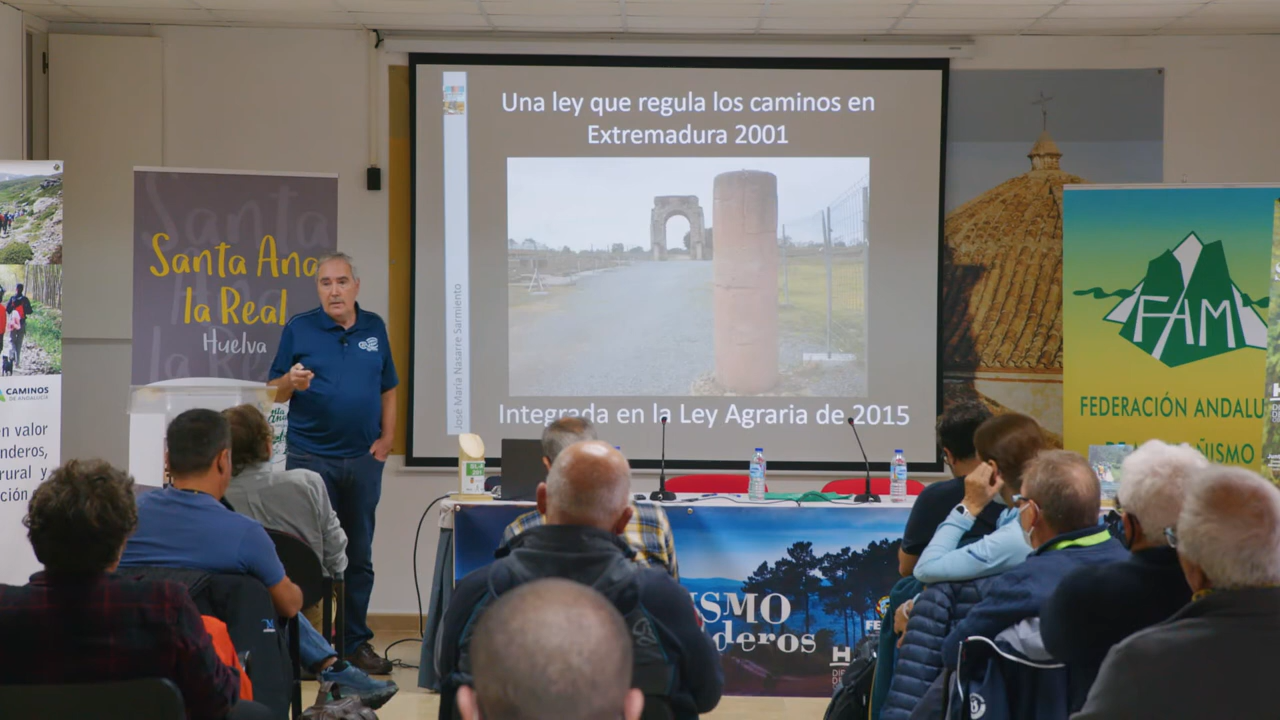 Una ley que regula los caminos en
Extremadura 2001
José María Nasarre Sarmiento
Integrada en la Ley Agraria de 2015
Santa Ana
la Real
Huelva
CAMINOS
DE ANDALUCÍA
en valor
nderos,
rural y
ción
FAM
FEDERACIÓN ANDALU
ISMO
deros